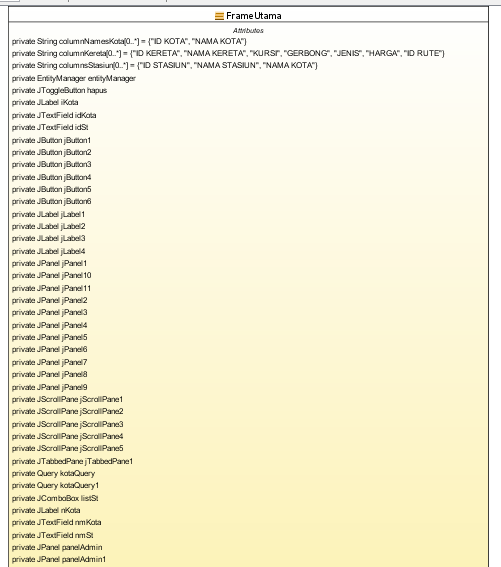 FrameUtama
Attributes
private String columnNamesKota[0..*] = {"ID KOTA", "NAMA KOTA"}
private String columnKereta[0..*] = {"ID KERETA", "NAMA KERETA", "KURSI", "GERBONG", "JENIS", "HARGA", "ID RUTE"}
private String columnsStasiun[0..*] = {"ID STASIUN", "NAMA STASIUN", "NAMA KOTA"}
private EntityManager entityManager
private JToggleButton hapus
private JLabel iKota
private JTextField idKota
private JTextField idSt
private JButton jButton1
private JButton jButton2
private JButton jButton3
private JButton jButton4
private JButton jButton5
private JButton jButton6
private JLabel jLabel1
private JLabel jLabel2
private JLabel jLabel3
private JLabel jLabel4
private JPanel jPanel1
private JPanel jPanel10
private JPanel jPanel11
private JPanel jPanel2
private JPanel jPanel3
private JPanel jPanel4
private JPanel jPanel5
private JPanel jPanel6
private JPanel jPanel7
private JPanel jPanel8
private JPanel jPanel9
private JScrollPane jScrollPane1
private JScrollPane jScrollPane2
private JScrollPane jScrollPane3
private JScrollPane jScrollPane4
private JScrollPane jScrollPane5
private JTabbedPane jTabbedPane1
private Query kotaQuery
private Query kotaQuery1
private JComboBox listSt
private JLabel nKota
private JTextField nmKota
private JTextField nmSt
private JPanel panelAdmin
private JPanel panelAdmin1